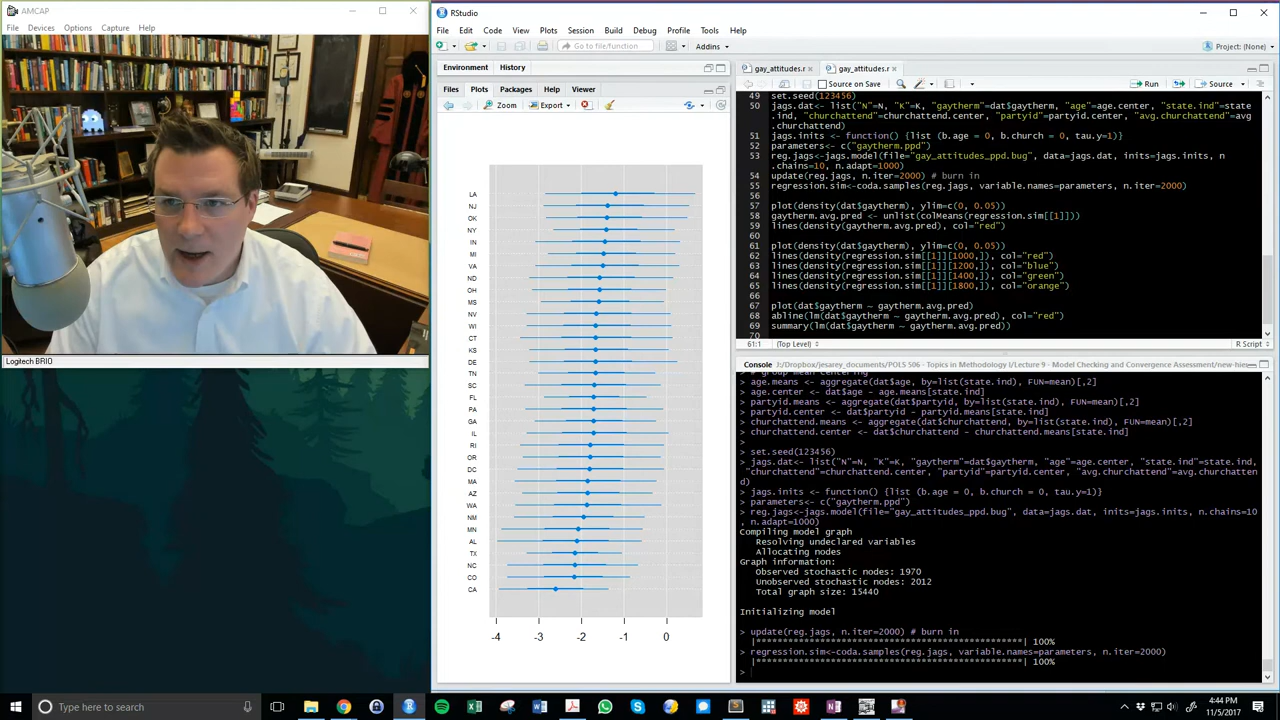 AMCAP
File Devices Options Capture Help
Logitech BRIO
RStudio
File Edit Code View Plots Session Build Debug Profile Tools Help
Go to file/function
Addins
Project: (None)
Environment History
Files Plots Packages Help Viewer
Zoom Export
LA
NJ
OK
NY
IN
MI
VA
ND
OH
MS
NV
WI
CT
KS
DE
TN
SC
FL
PA
GA
IL
RI
OR
DC
MA
AZ
WA
NM
MN
AL
TX
NC
CO
CA
-4 -3 -2 -1 0
gay_attitudes.r gay_attitudes.r
Source on Save Run Source
49 set.seed(123456)
50 jags.dat<- list("N"=N, "K"=K, "gaytherm"=dat$gaytherm, "age"=age.center, "state.ind"=state
.ind, "churchattend"=churchattend.center, "partyid"=partyid.center, "avg.churchattend"=avg
.churchattend)
51 jags.inits <- function() {list (b.age = 0, b.church = 0, tau.y=1)}
52 parameters<- c("gaytherm.ppd")
53 reg.jags<-jags.model(file="gay_attitudes_ppd.bug", data=jags.dat, inits=jags.inits, n
.chains=10, n.adapt=1000)
54 update(reg.jags, n.iter=2000) # burn in
55 regression.sim<-coda.samples(reg.jags, variable.names=parameters, n.iter=2000)
56
57 plot(density(dat$gaytherm), ylim=c(0, 0.05))
58 gaytherm.avg.pred <- unlist(colMeans(regression.sim[[1]]))
59 lines(density(gaytherm.avg.pred), col="red")
60
61 plot(density(dat$gaytherm), ylim=c(0, 0.05))
62 lines(density(regression.sim[[1]][1000,]), col="red")
63 lines(density(regression.sim[[1]][1200,]), col="blue")
64 lines(density(regression.sim[[1]][1400,]), col="green")
65 lines(density(regression.sim[[1]][1800,]), col="orange")
66
67 plot(dat$gaytherm ~ gaytherm.avg.pred)
68 abline(lm(dat$gaytherm ~ gaytherm.avg.pred), col="red")
69 summary(lm(dat$gaytherm ~ gaytherm.avg.pred))
70
61:1 (Top Level) R Script
Console J:/Dropbox/jesarey_documents/POLS 506 - Topics in Methodology I/Lecture 9 - Model Checking and Convergence Assessment/new-hie
> # group mean centering
> age.means <- aggregate(dat$age, by=list(state.ind), FUN=mean)[,2]
> age.center <- dat$age - age.means[state.ind]
> partyid.means <- aggregate(dat$partyid, by=list(state.ind), FUN=mean)[,2]
> partyid.center <- dat$partyid - partyid.means[state.ind]
> churchattend.means <- aggregate(dat$churchattend, by=list(state.ind), FUN=mean)[,2]
> churchattend.center <- dat$churchattend - churchattend.means[state.ind]
>
> set.seed(123456)
> jags.dat<- list("N"=N, "K"=K, "gaytherm"=dat$gaytherm, "age"=age.center, "state.ind"=state.ind,
"churchattend"=churchattend.center, "partyid"=partyid.center, "avg.churchattend"=avg.churchatten
d)
> jags.inits <- function() {list (b.age = 0, b.church = 0, tau.y=1)}
> parameters<- c("gaytherm.ppd")
> reg.jags<-jags.model(file="gay_attitudes_ppd.bug", data=jags.dat, inits=jags.inits, n.chains=10
, n.adapt=1000)
Compiling model graph
Resolving undeclared variables
Allocating nodes
Graph information:
Observed stochastic nodes: 1970
Unobserved stochastic nodes: 2012
Total graph size: 15440
Initializing model
> update(reg.jags, n.iter=2000) # burn in
|**************************************************| 100%
> regression.sim<-coda.samples(reg.jags, variable.names=parameters, n.iter=2000)
|**************************************************| 100%
>
Type here to search
4:44 PM
11/5/2017